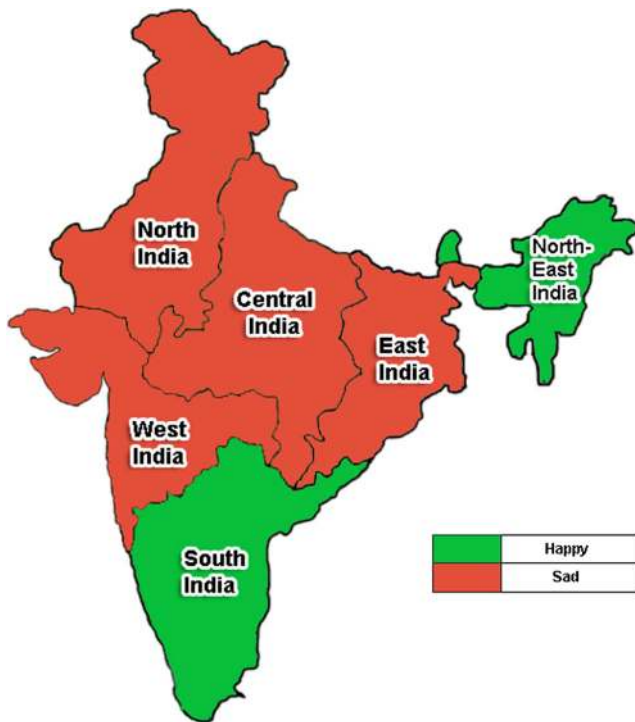 North
India
North-
East
India
Central
India
East
India
West
India
South
India
Happy
Sad